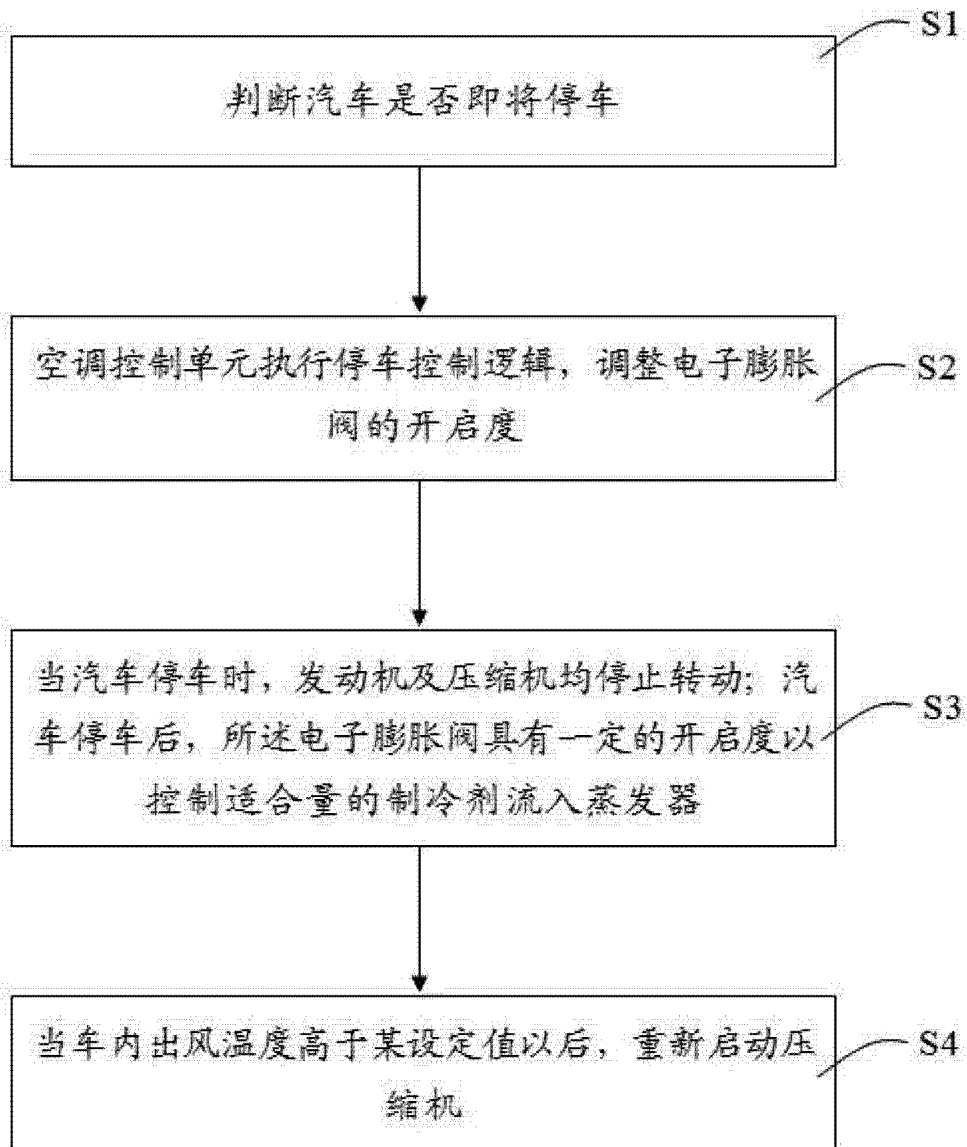 S1
判断汽车是否即将停车
空调控制单元执行停车控制逻辑，调整电子膨胀
阀的开启度
S2
当汽车停车时，发动机及压缩机均停止转动；汽
车停车后，所述电子膨胀阀具有一定的开启度以
控制适合量的制冷剂流入蒸发器
S3
当车内出风温度高于某设定值以后，重新启动压
缩机
S4